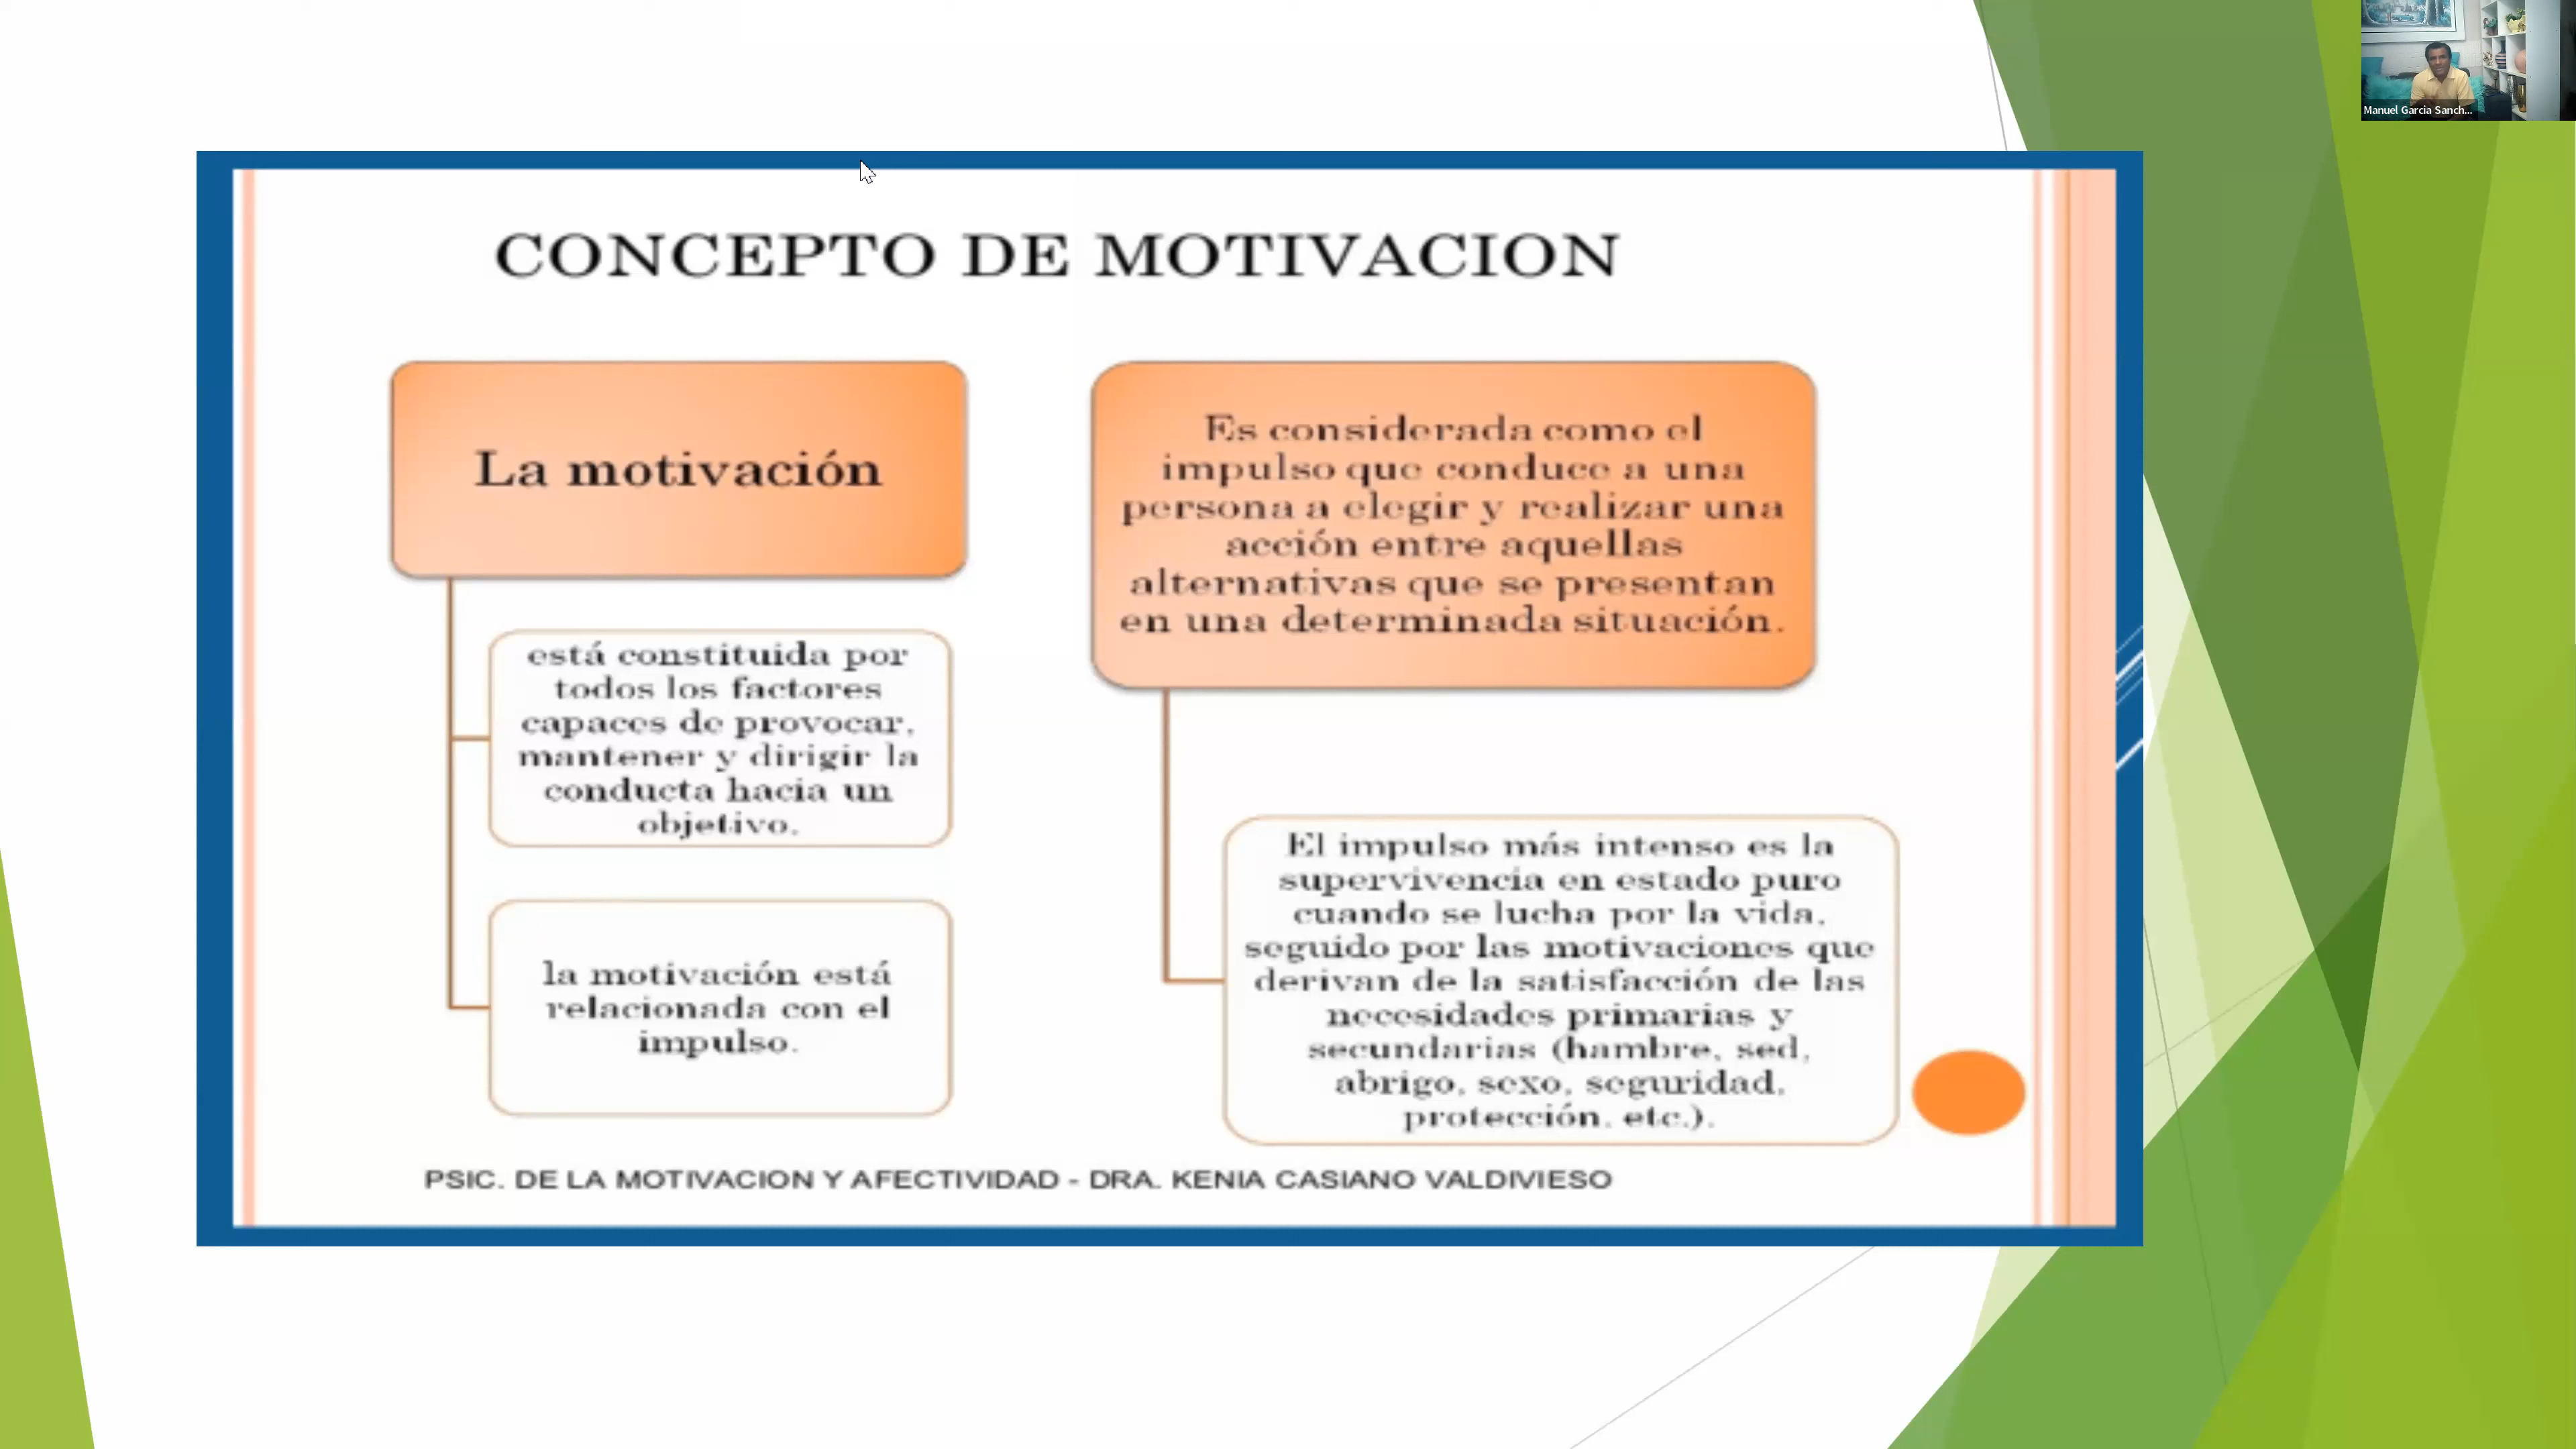 CONCEPTO DE MOTIVACION
La motivación
está constituida por
todos los factores
capaces de provocar,
mantener y dirigir la
conducta hacia un
objetivo.
la motivación está
relacionada con el
impulso.
Es considerada como el
impulso que conduce a una
persona a elegir y realizar una
acción entre aquellas
alternativas que se presentan
en una determinada situación.
El impulso más intenso es la
supervivencia en estado puro
cuando se lucha por la vida,
seguido por las motivaciones que
derivan de la satisfacción de las
necesidades primarias y
secundarias (hambre, sed,
abrigo, sexo, seguridad,
protección, etc.).
PSIC. DE LA MOTIVACION Y AFECTIVIDAD - DRA. KENIA CASIANO VALDIVIESO
Manuel Garcia Sanch...